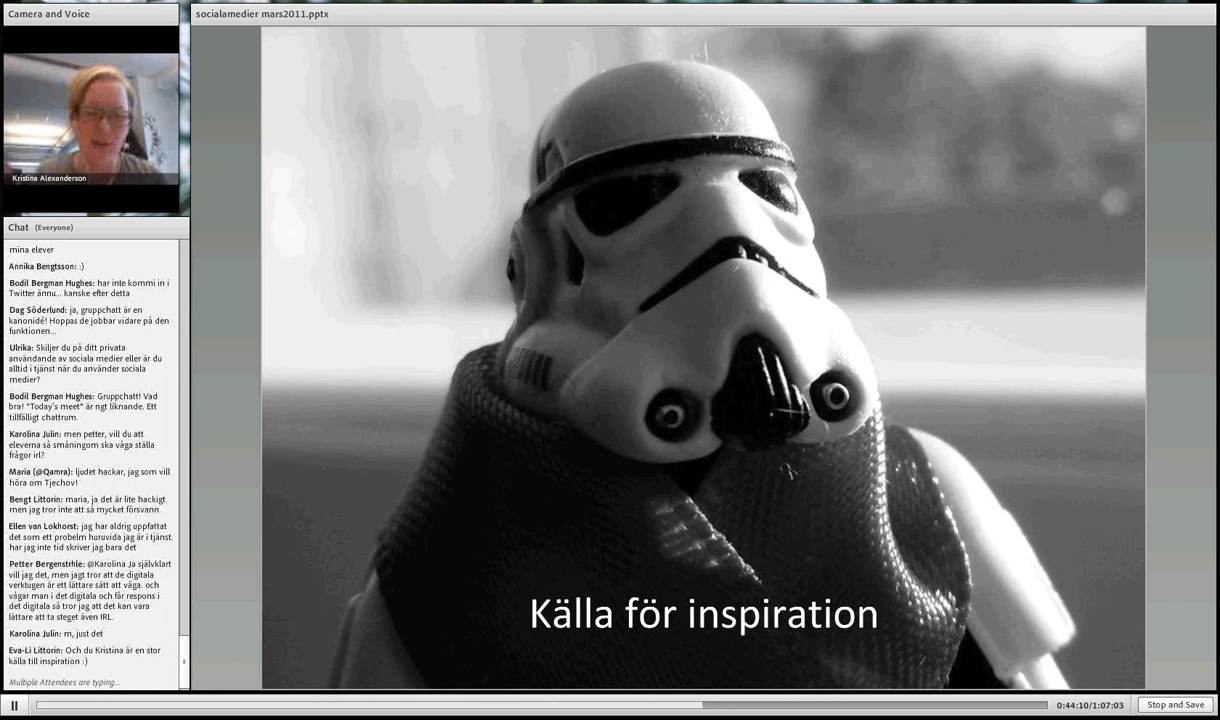 Camera and Voice
socialamedier mars2011.pptx
Kristina Alexanderson
Chat (Everyone)
mina elever
Annika Bengtsson: :)
Bodil Bergman Hughes: har inte kommi in i
Twitter ännu... kanske efter detta
Dag Söderlund: ja, gruppchatt är en
kanonidé! Hoppas de jobbar vidare på den
funktionen...
Ulrika: Skiljer du på ditt privata
användande av sociala medier eller är du
alltid i tjänst när du använder sociala
medier?
Bodil Bergman Hughes: Gruppchatt! Vad
bra! "Today's meet" är ngt liknande. Ett
tillfälligt chattrum.
Karolina Julin: men petter, vill du att
eleverna så småningom ska våga ställa
frågor irl?
Maria (@Qamra): ljudet hackar, jag som vill
höra om Tjechov!
Bengt Littorin: maria, ja det är lite hackigt
men jag tror inte att så mycket försvann
Ellen van Lokhorst: jag har aldrig uppfattat
det som ett probelm huruvida jag är i tjänst.
har jag inte tid skriver jag bara det
Petter Bergenstrhle: @Karolina Ja självklart
vill jag det, men jagt tror att de digitala
verktugen är ett lättare sätt att våga. och
vågar man i det digitala och får respons i
det digitala så tror jag att det kan vara
lättare att ta steget även IRL.
Karolina Julin: m, just det
Eva-Li Littorin: Och du Kristina är en stor
källa till inspiration :)
Multiple Attendees are typing...
Källa för inspiration
0:44:10/1:07:03
Stop and Save